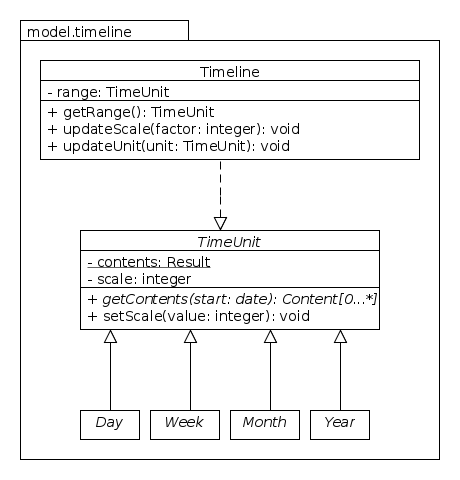 model.timeline
Timeline
- range: TimeUnit
+ getRange(): TimeUnit
+ updateScale(factor: integer): void
+ updateUnit(unit: TimeUnit): void
TimeUnit
- contents: Result
- scale: integer
+ getContents(start: date): Content[0...*]
+ setScale(value: integer): void
Day Week Month Year